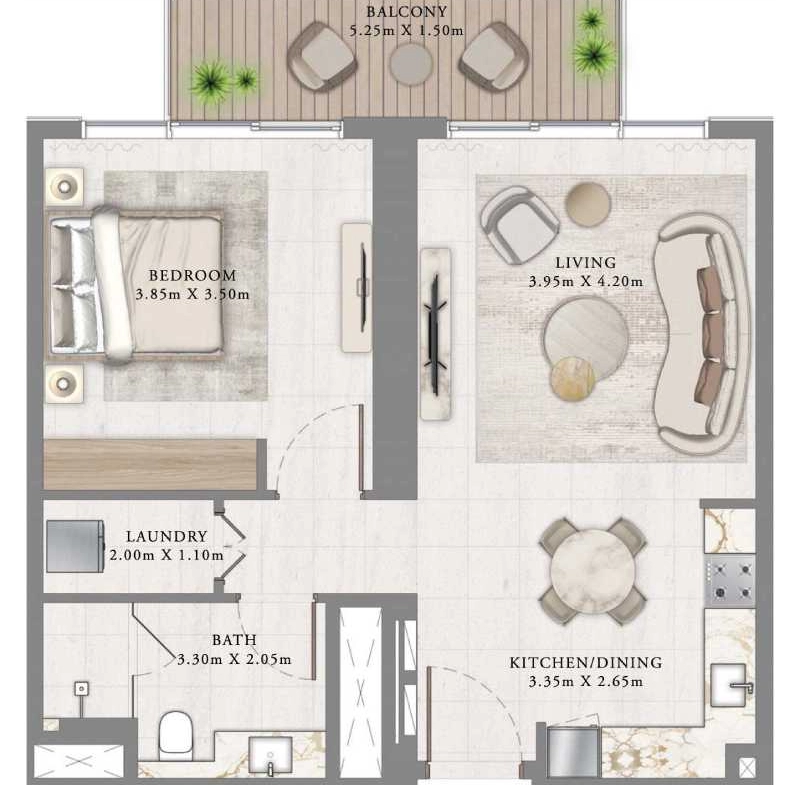 BALCONY
5.25m X 1.50m
BEDROOM
3.85m X 3.50m
LIVING
3.95m X 4.20m
LAUNDRY
2.00m X 1.10m
BATH
3.30m X 2.05m
KITCHEN/DINING
3.35m X 2.65m